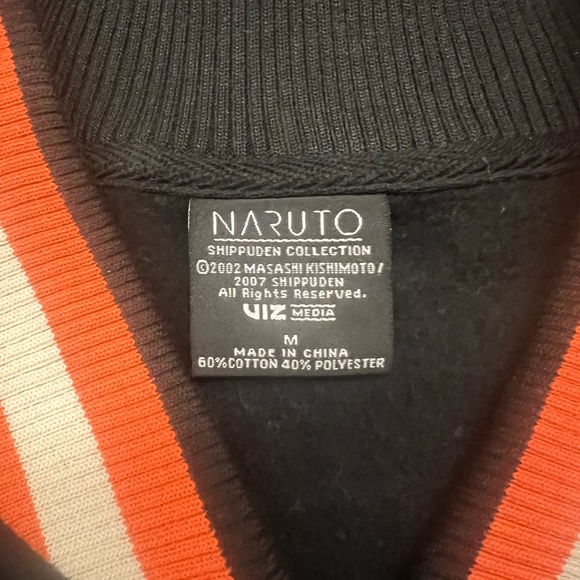 NARUTO
SHIPPUDEN COLLECTION
©2002 MASASHI KISHIMOTO/
2007 SHIPPUDEN
All Rights Reserved.
VIZ MEDIA
M
MADE IN CHINA
60%COTTON 40% POLYESTER